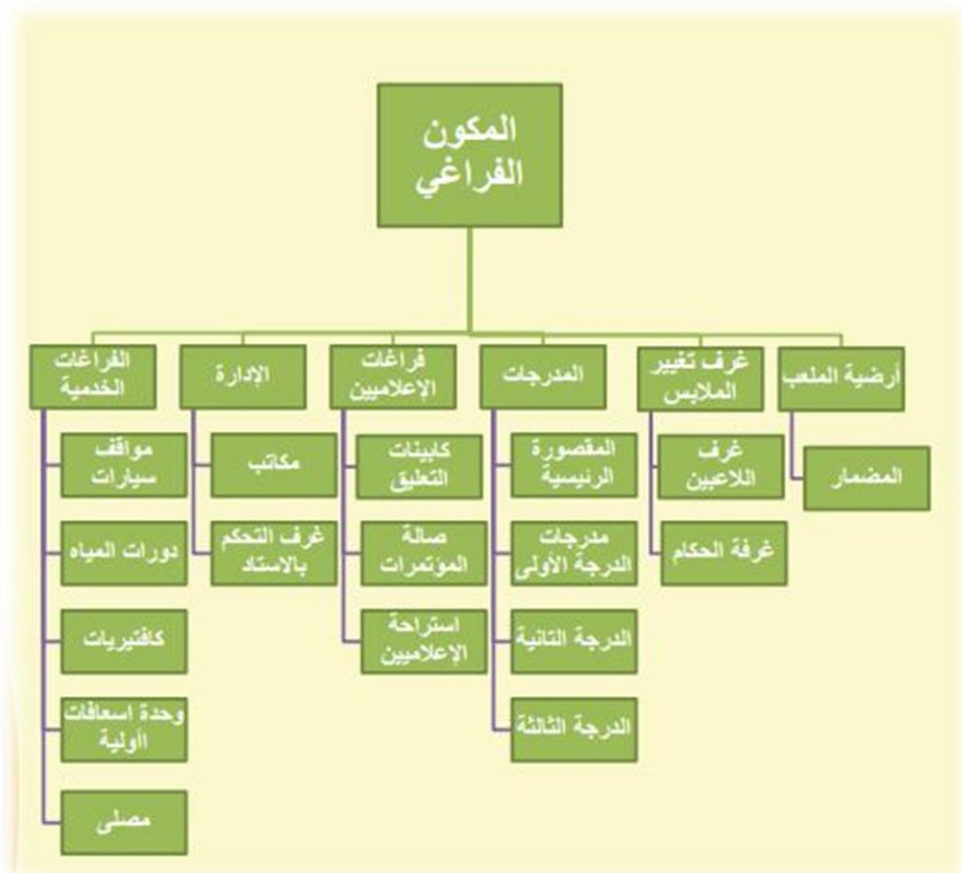 المكون
الفراغي
أرضية الملعب
المضمار
غرف تغيير
الملابس
غرف
اللاعبين
غرفة الحكام
المدرجات
المقصورة
الرئيسية
مدرجات
الدرجة الأولى
الدرجة التانية
الدرجة الثالثة
فراغات
الإعلاميين
كابينات
التعليق
صالة
المؤتمرات
استراحة
الإعلاميين
الإدارة
مكاتب
غرف التحكم
بالاستاد
الفراغات
الخدمية
مواقف
سيارات
دورات المياه
كافتيريات
وحدة اسعافات
اأولية
مصلى